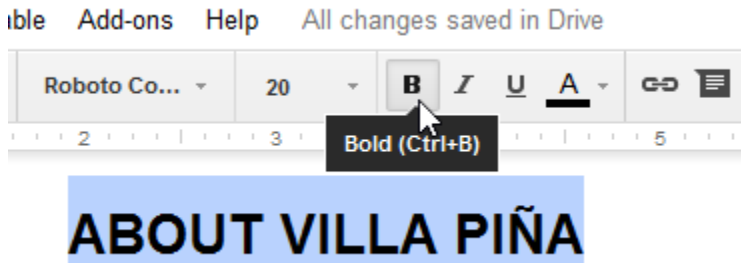 Add-ons Help All changes saved in Drive
Roboto Co... 20 B I U A
2 3 5
Bold (Ctrl+B)
ABOUT VILLA PIÑA